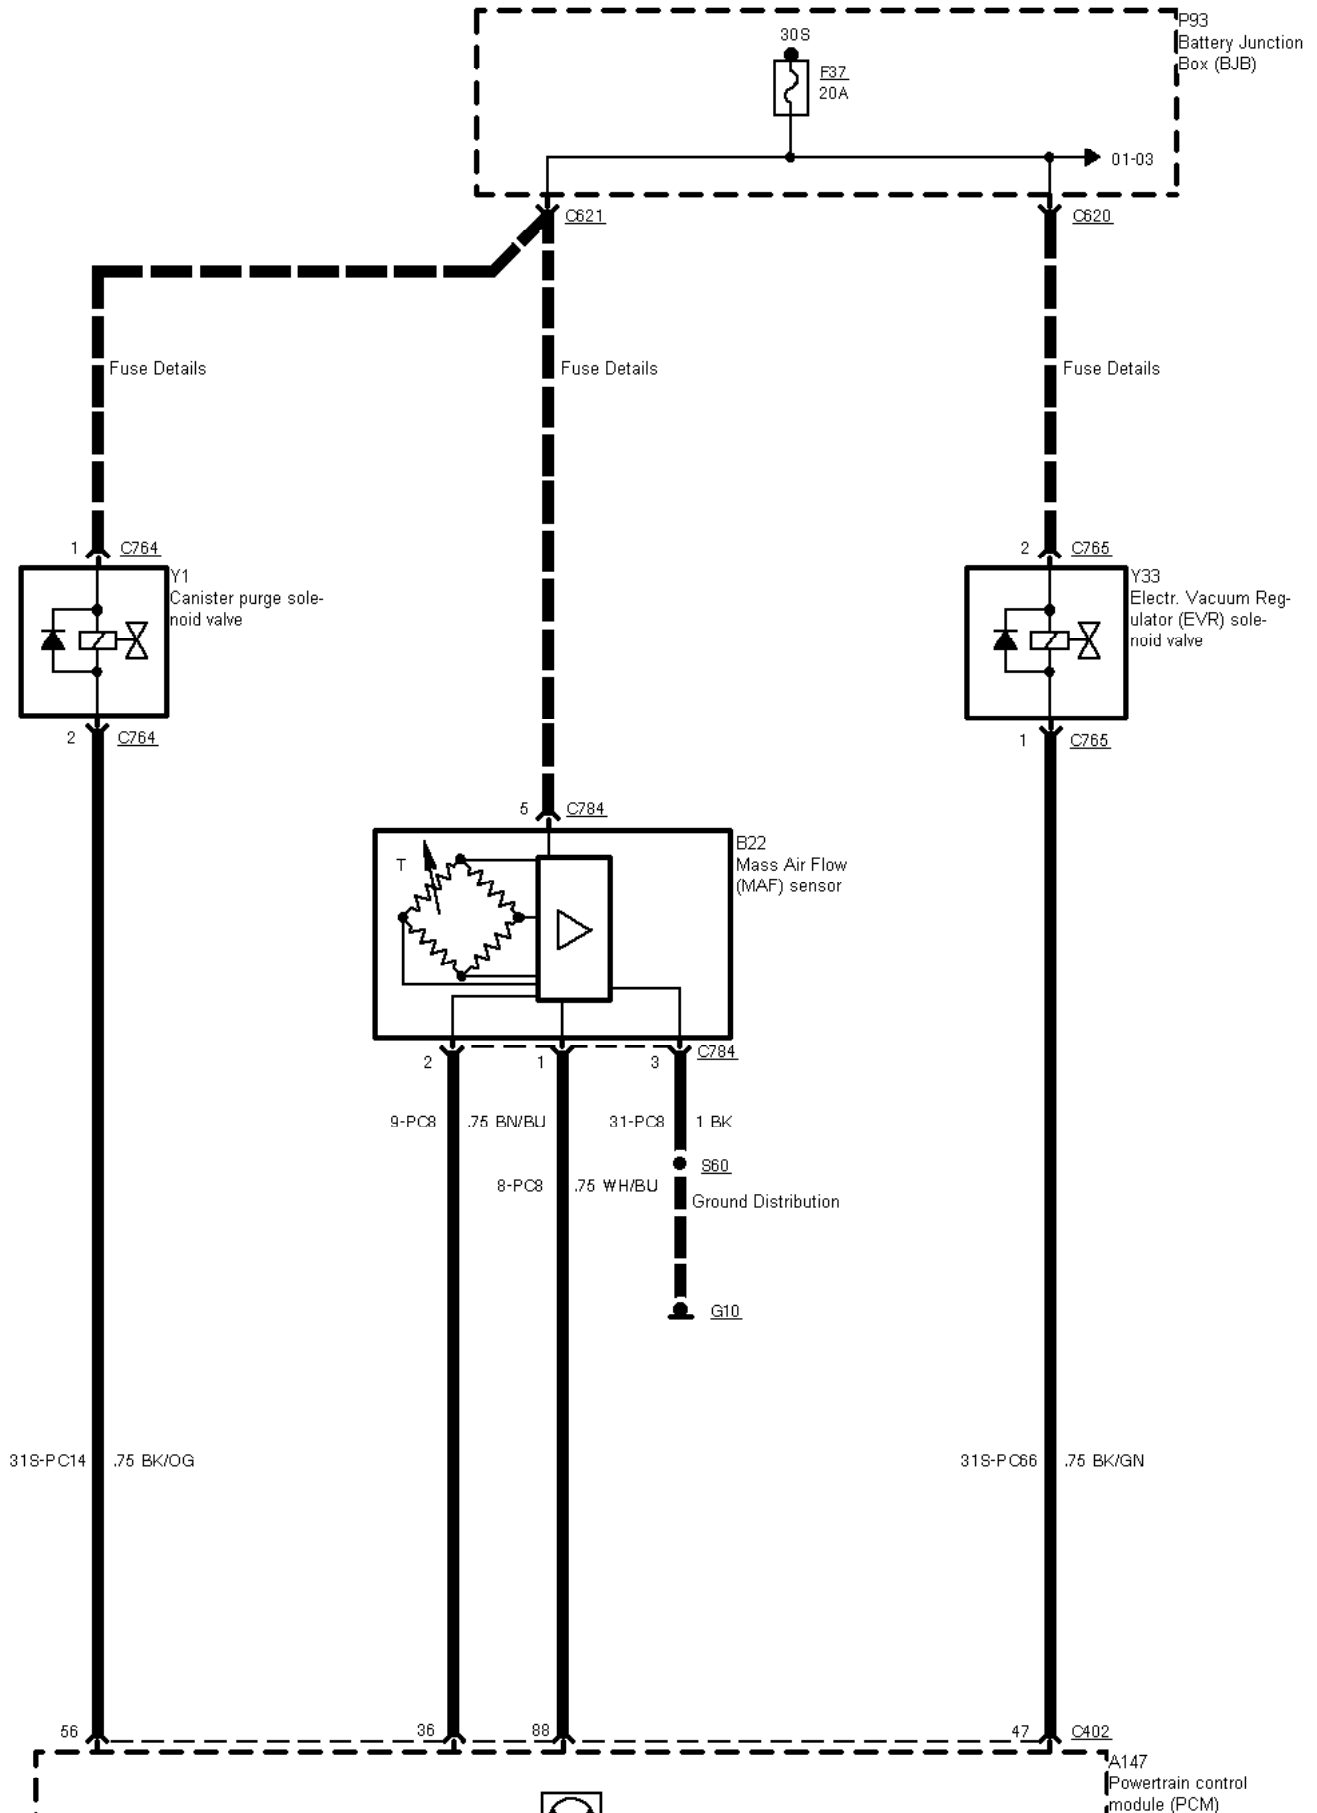 P93
Battery Junction
Box (BJB)
30S
F37
20A
01-03
C621
C620
Fuse Details
Fuse Details
Fuse Details
1
C764
2
C765
Y1
Canister purge sole-
noid valve
Y33
Electr. Vacuum Reg-
ulator (EVR) sole-
noid valve
2
C764
1
C765
5
C784
B22
Mass Air Flow
(MAF) sensor
T
2
1
3
C784
9-PC8
.75 BN/BU
31-PC8
1 BK
S60
8-PC8
.75 WH/BU
Ground Distribution
G10
31S-PC14
.75 BK/OG
31S-PC66
.75 BK/GN
56
36
88
47
C402
A147
Powertrain control
module (PCM)